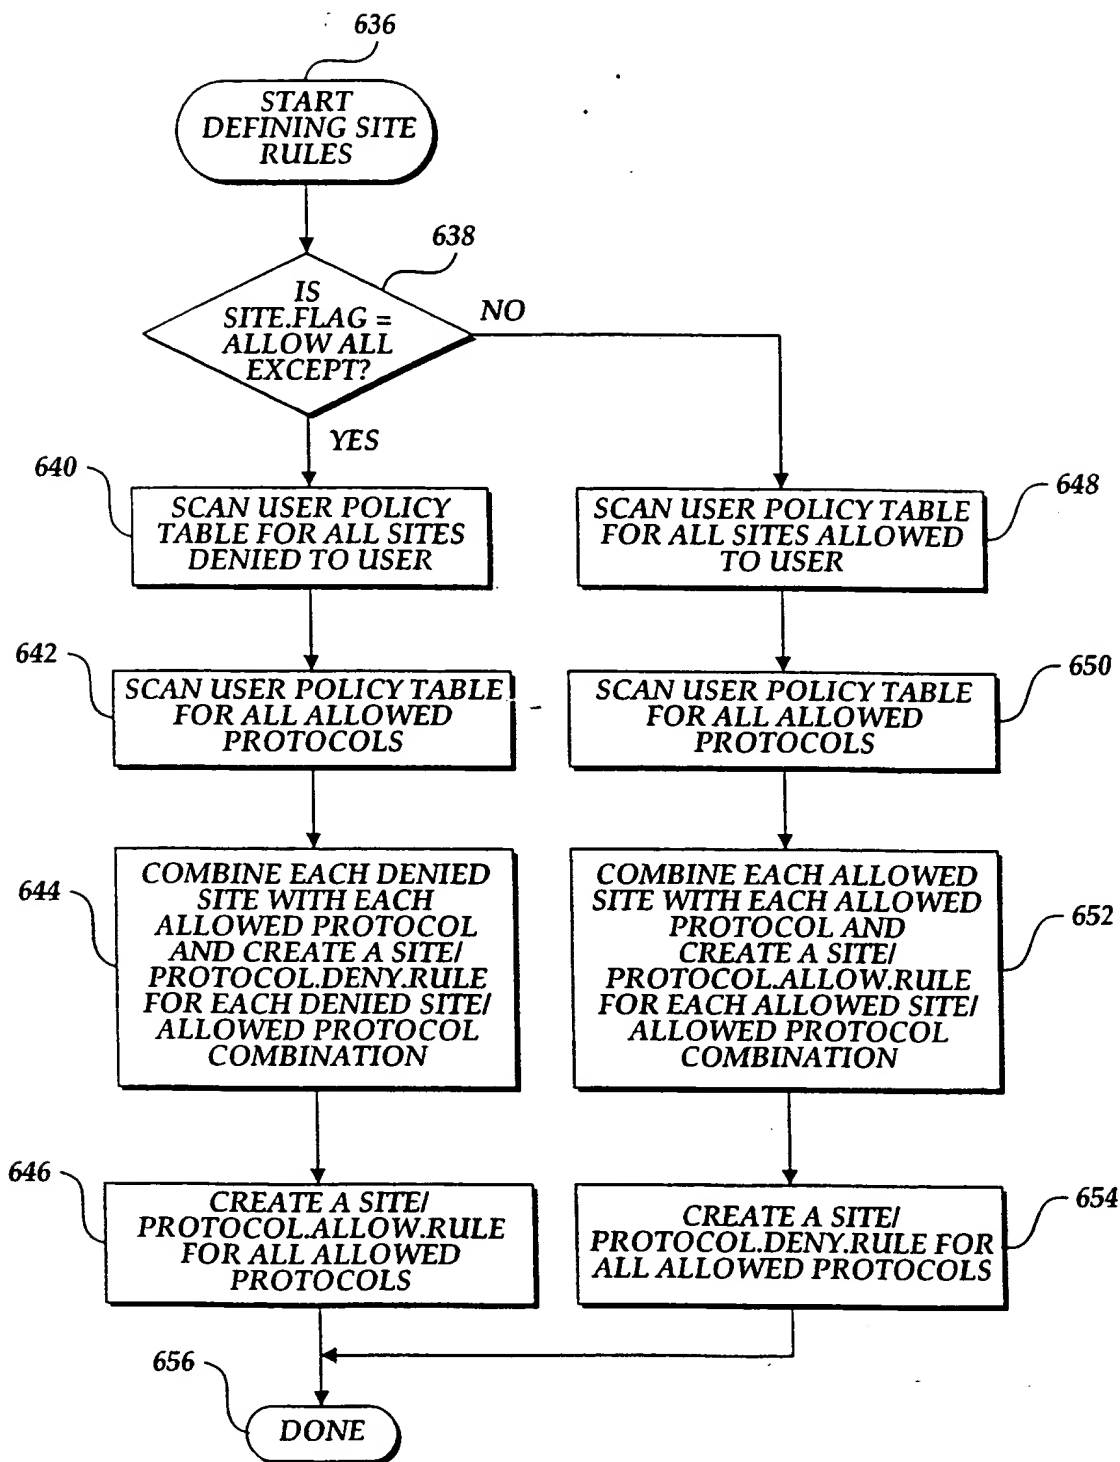 636
START
DEFINING SITE
RULES
638
IS
SITE.FLAG =
ALLOW ALL
EXCEPT?
NO
YES
640
SCAN USER POLICY
TABLE FOR ALL SITES
DENIED TO USER
648
SCAN USER POLICY TABLE
FOR ALL SITES ALLOWED
TO USER
642
SCAN USER POLICY TABLE
FOR ALL ALLOWED
PROTOCOLS
650
SCAN USER POLICY TABLE
FOR ALL ALLOWED
PROTOCOLS
644
COMBINE EACH DENIED
SITE WITH EACH
ALLOWED PROTOCOL
AND CREATE A SITE/
PROTOCOL.DENY.RULE
FOR EACH DENIED SITE/
ALLOWED PROTOCOL
COMBINATION
652
COMBINE EACH ALLOWED
SITE WITH EACH ALLOWED
PROTOCOL AND
CREATE A SITE/
PROTOCOL.ALLOW.RULE
FOR EACH ALLOWED SITE/
ALLOWED PROTOCOL
COMBINATION
646
CREATE A SITE/
PROTOCOL.ALLOW.RULE
FOR ALL ALLOWED
PROTOCOLS
654
CREATE A SITE/
PROTOCOL.DENY.RULE FOR
ALL ALLOWED PROTOCOLS
656
DONE